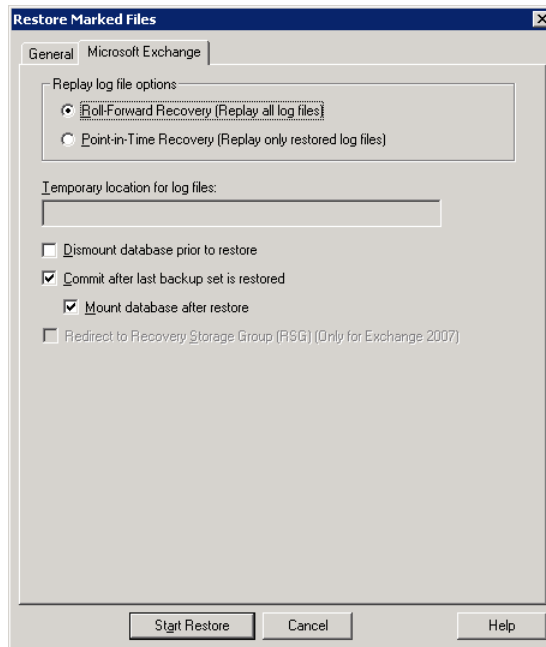 Restore Marked Files
General
Microsoft Exchange
Replay log file options
Roll-Forward Recovery (Replay all log files)
Point-in-Time Recovery (Replay only restored log files)
Temporary location for log files:
Dismount database prior to restore
Commit after last backup set is restored
Mount database after restore
Redirect to Recovery Storage Group (RSG) (Only for Exchange 2007)
Start Restore
Cancel
Help